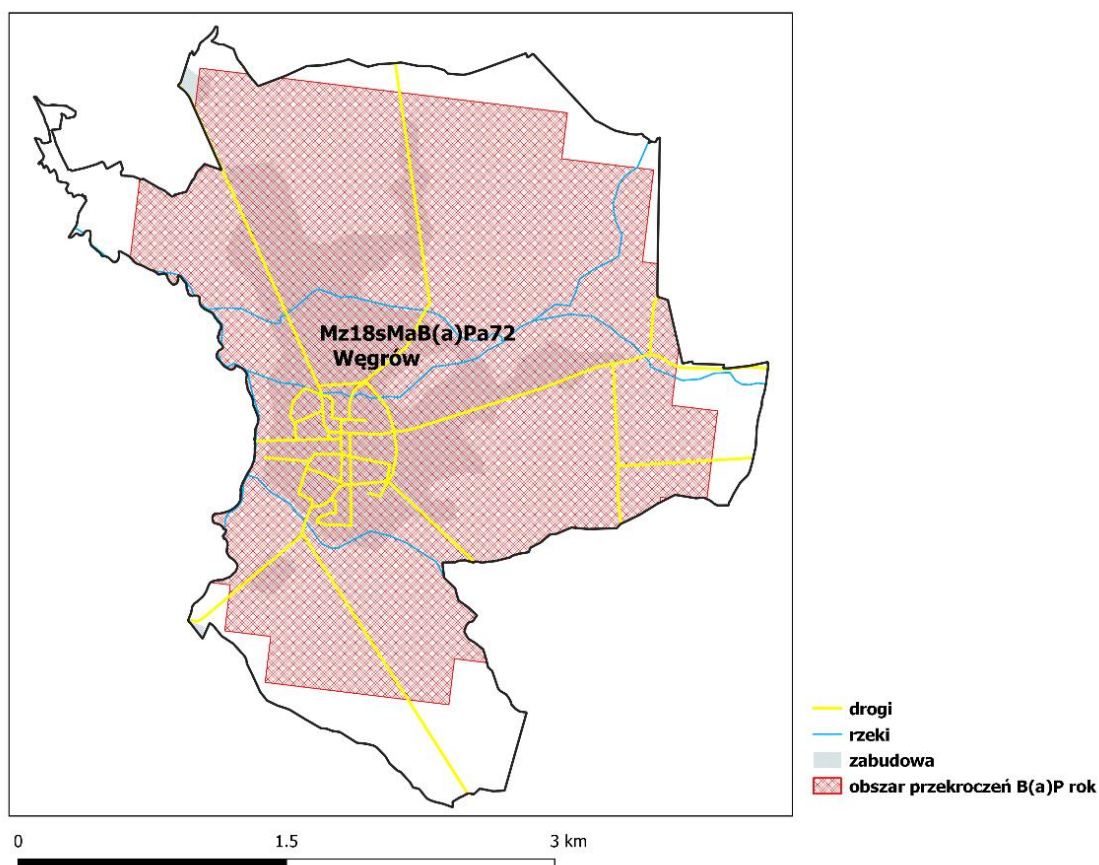 Mz18sMaB(a)Pa72
Węgrów
drogi
rzeki
zabudowa
obszar przekroczeń B(a)P rok
0 1.5 3 km